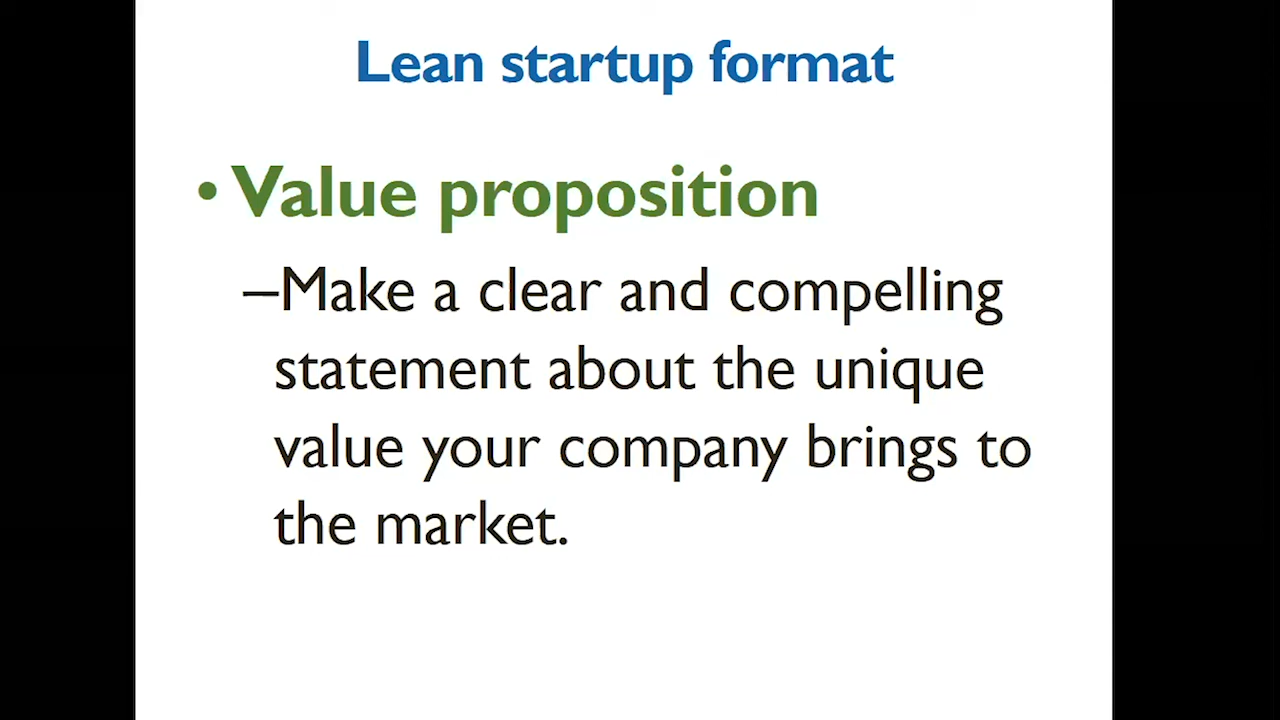 Lean startup format
• Value proposition
–Make a clear and compelling
statement about the unique
value your company brings to
the market.